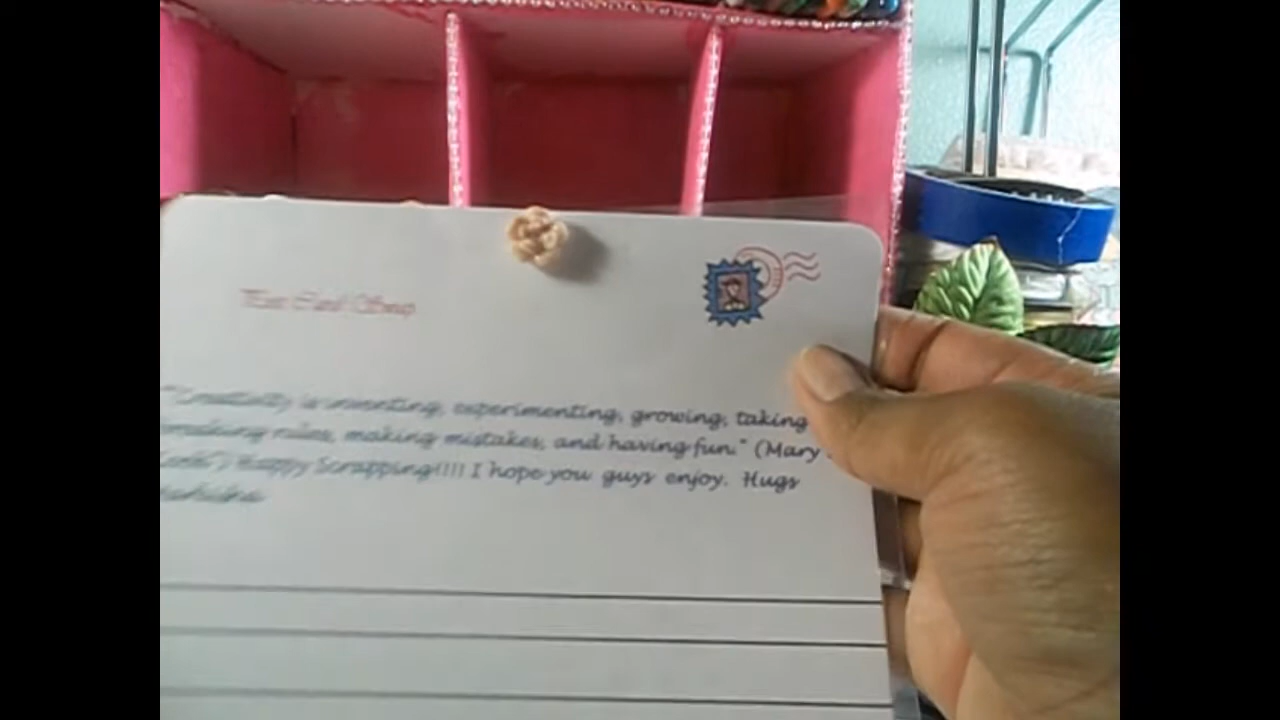 "Creativity is inventing, experimenting, growing, taking
breaking rules, making mistakes, and having fun." (Mary
Happy Scrapping!!!! I hope you guys enjoy. Hugs